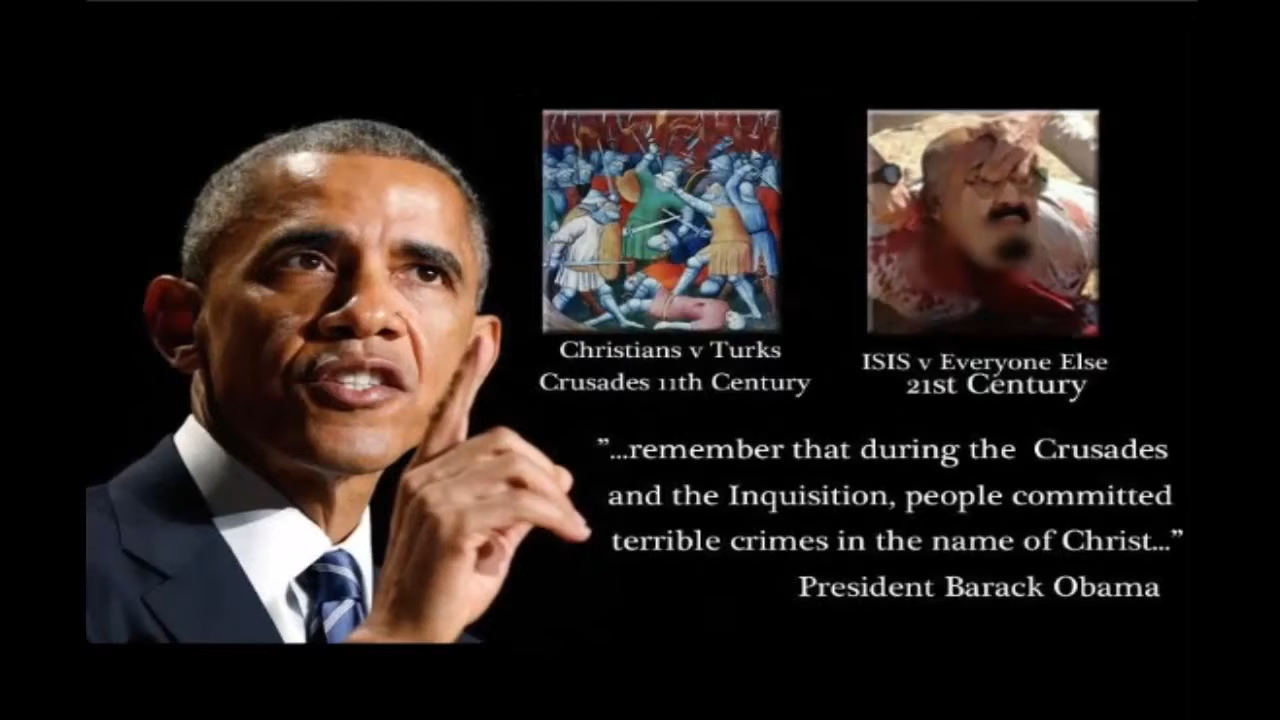 Christians v Turks
Crusades 11th Century
ISIS v Everyone Else
21st Century
"...remember that during the Crusades
and the Inquisition, people committed
terrible crimes in the name of Christ..."
President Barack Obama